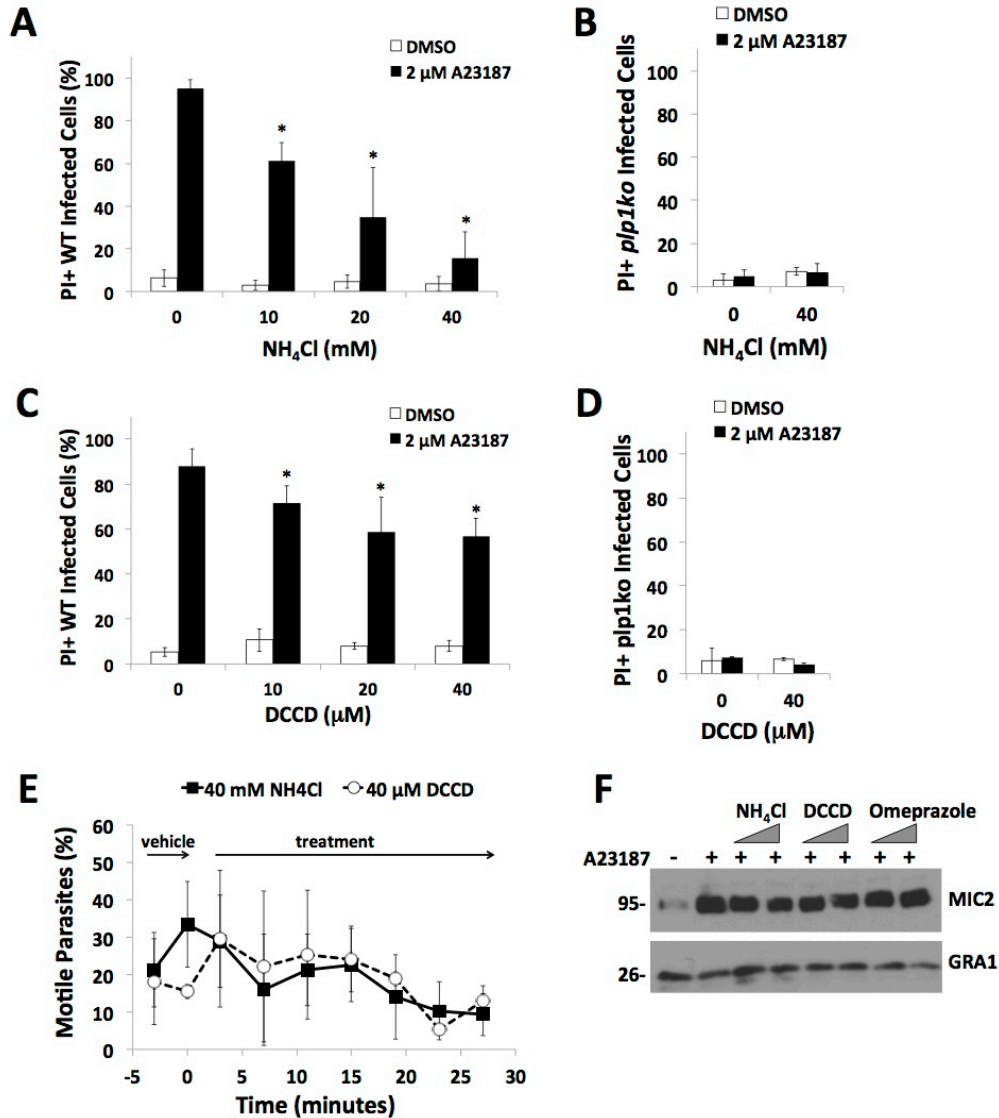 A
DMSO
2 µM A23187
PI+ WT Infected Cells (%)
100
80
60
40
20
0
*
*
*
0 10 20 40
NH₄Cl (mM)
B
DMSO
2 µM A23187
PI+ plp1ko Infected Cells
100
80
60
40
20
0
0 40
NH₄Cl (mM)
C
DMSO
2 µM A23187
PI+ WT Infected Cells (%)
100
80
60
40
20
0
*
*
*
0 10 20 40
DCCD (µM)
D
DMSO
2 µM A23187
PI+ plp1ko Infected Cells
100
80
60
40
20
0
0 40
DCCD (µM)
E
40 mM NH4Cl 40 µM DCCD
Motile Parasites (%)
60
50
40
30
20
10
0
vehicle treatment
-5 0 5 10 15 20 25 30
Time (minutes)
F
NH₄Cl DCCD Omeprazole
A23187 - + + + + + + +
95- MIC2
26- GRA1